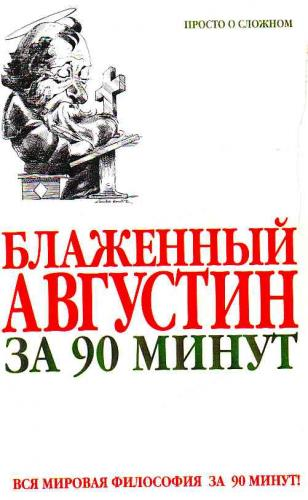 ПРОСТО О СЛОЖНОМ
БЛАЖЕННЫЙ
АВГУСТИН
ЗА 90 МИНУТ
ВСЯ МИРОВАЯ ФИЛОСОФИЯ ЗА 90 МИНУТ!